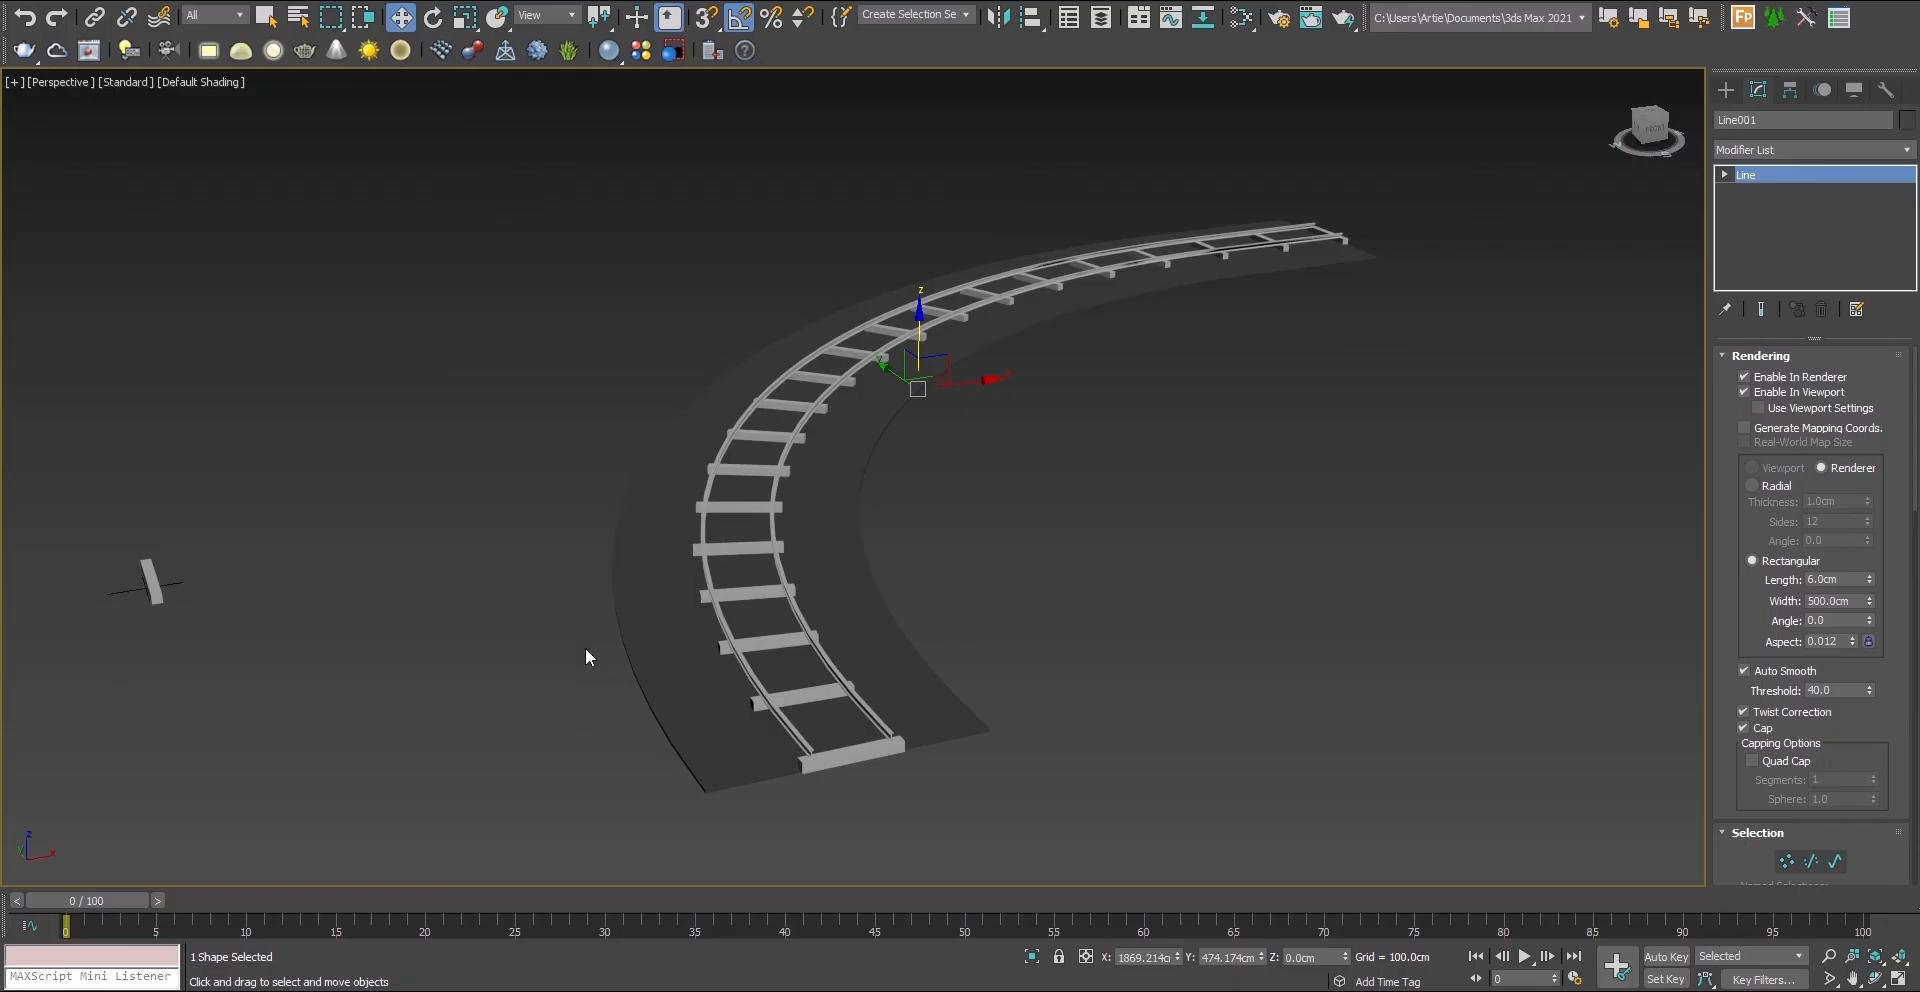 All
View
Create Selection Se
C:\Users\Artie\Documents\3ds Max 2021
Fp
[+] [Perspective ] [Standard ] [Default Shading ]
FRONT
Line001
Modifier List
Line
Rendering
Enable In Renderer
Enable In Viewport
Use Viewport Settings
Generate Mapping Coords.
Real-World Map Size
Viewport Renderer
Radial
Thickness: 1.0cm
Sides: 12
Angle: 0.0
Rectangular
Length: 6.0cm
Width: 500.0cm
Angle: 0.0
Aspect: 0.012
Auto Smooth
Threshold: 40.0
Twist Correction
Cap
Capping Options
Quad Cap
Segments: 1
Sphere: 1.0
Selection
z
z
x
< 0 / 100 >
0 5 10 15 20 25 30 35 40 45 50 55 60 65 70 75 80 85 90 95 100
MAXScript Mini Listener
1 Shape Selected
Click and drag to select and move objects
X: 1869.214c Y: 474.174cm Z: 0.0cm Grid = 100.0cm
Add Time Tag
0
Auto Key Selected
Set Key Key Filters...